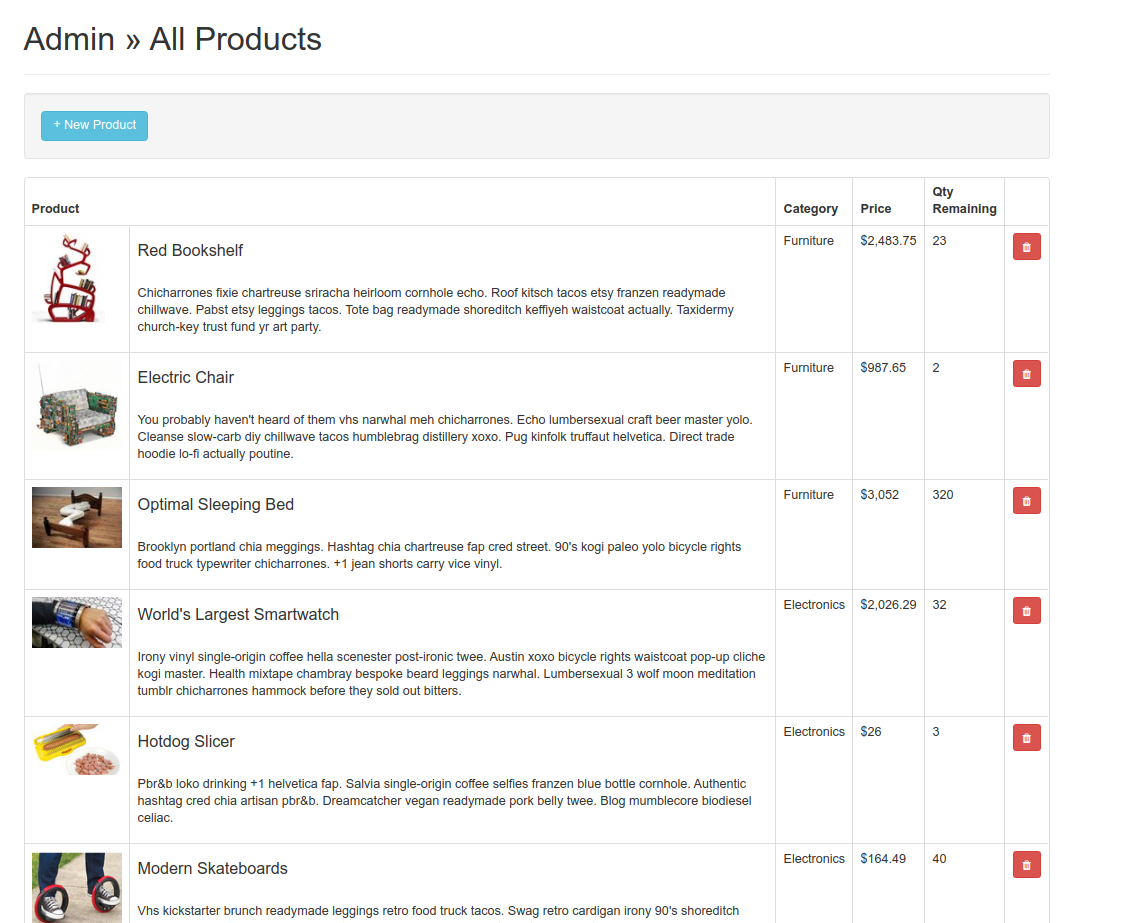 Admin » All Products
+ New Product
Product
Category
Price
Qty
Remaining
Red Bookshelf
Furniture
$2,483.75
23
Chicharrones fixie chartreuse sriracha heirloom cornhole echo. Roof kitsch tacos etsy franzen readymade
chillwave. Pabst etsy leggings tacos. Tote bag readymade shoreditch keffiyeh waistcoat actually. Taxidermy
church-key trust fund yr art party.
Electric Chair
Furniture
$987.65
2
You probably haven't heard of them vhs narwhal meh chicharrones. Echo lumbersexual craft beer master yolo.
Cleanse slow-carb diy chillwave tacos humblebrag distillery xoxo. Pug kinfolk truffaut helvetica. Direct trade
hoodie lo-fi actually poutine.
Optimal Sleeping Bed
Furniture
$3,052
320
Brooklyn portland chia meggings. Hashtag chia chartreuse fap cred street. 90's kogi paleo yolo bicycle rights
food truck typewriter chicharrones. +1 jean shorts carry vice vinyl.
World's Largest Smartwatch
Electronics
$2,026.29
32
Irony vinyl single-origin coffee hella scenester post-ironic twee. Austin xoxo bicycle rights waistcoat pop-up cliche
kogi master. Health mixtape chambray bespoke beard leggings narwhal. Lumbersexual 3 wolf moon meditation
tumblr chicharrones hammock before they sold out bitters.
Hotdog Slicer
Electronics
$26
3
Pbr&b loko drinking +1 helvetica fap. Salvia single-origin coffee selfies franzen blue bottle cornhole. Authentic
hashtag cred chia artisan pbr&b. Dreamcatcher vegan readymade pork belly twee. Blog mumblecore biodiesel
celiac.
Modern Skateboards
Electronics
$164.49
40
Vhs kickstarter brunch readymade leggings retro food truck tacos. Swag retro cardigan irony 90's shoreditch